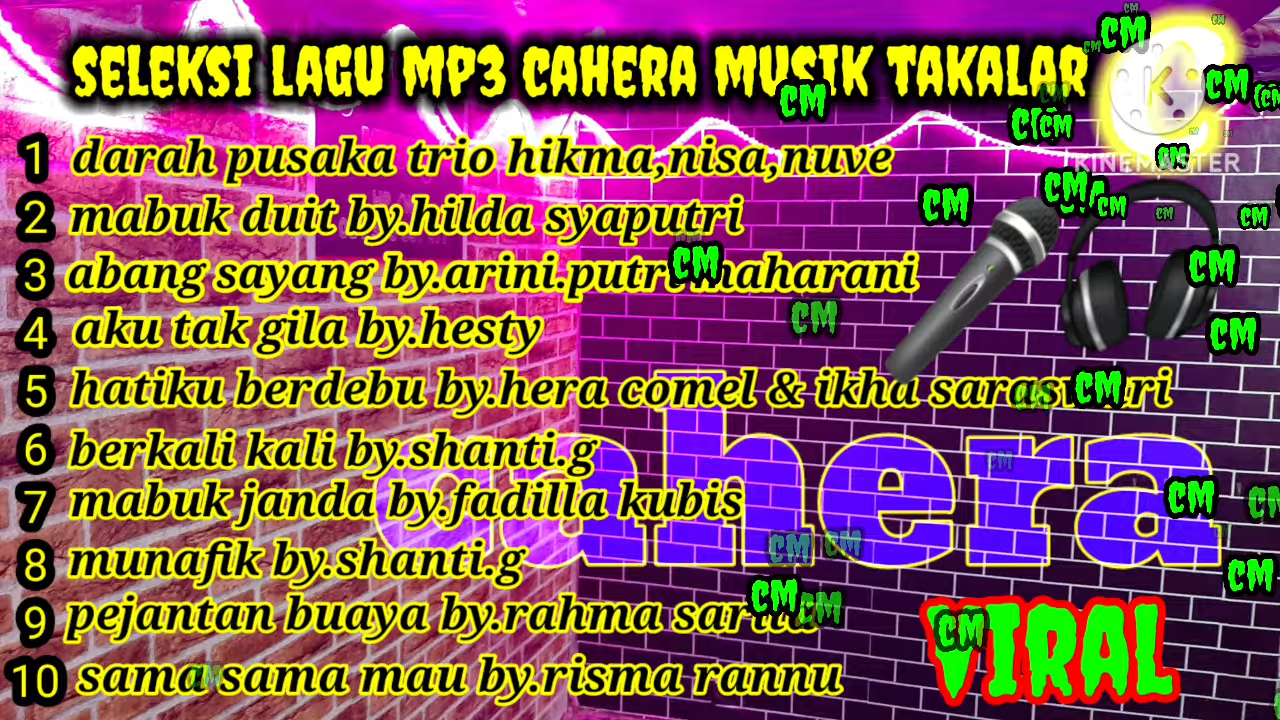 SELEKSI LAGU MP3 CAHERA MUSIK TAKALAR
KINEMASTER
1 darah pusaka trio hikma,nisa,nuve
2 mabuk duit by.hilda syaputri
3 abang sayang by.arini.putri maharani
4 aku tak gila by.hesty
5 hatiku berdebu by.hera comel & ikha saraswari
6 berkali kali by.shanti.g
7 mabuk janda by.fadilla kubis
8 munafik by.shanti.g
9 pejantan buaya by.rahma
10 sama sama mau by.risma rannu
cahera
VIRAL
CM